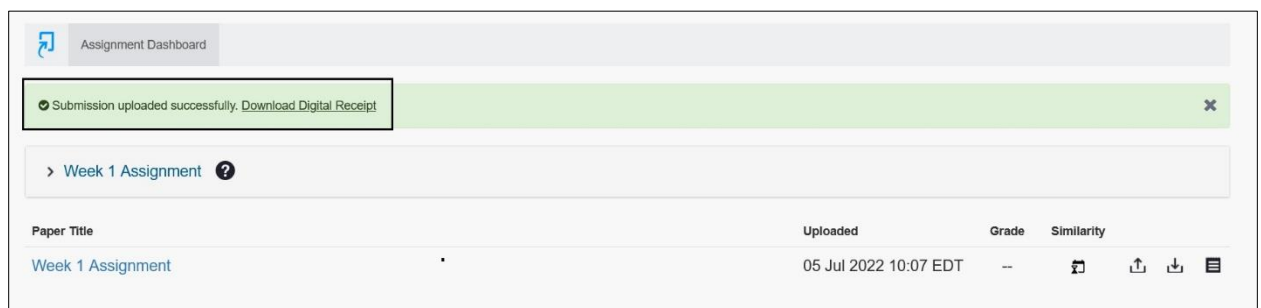 Assignment Dashboard
Submission uploaded successfully. Download Digital Receipt
Week 1 Assignment
Paper Title Uploaded Grade Similarity
Week 1 Assignment 05 Jul 2022 10:07 EDT --